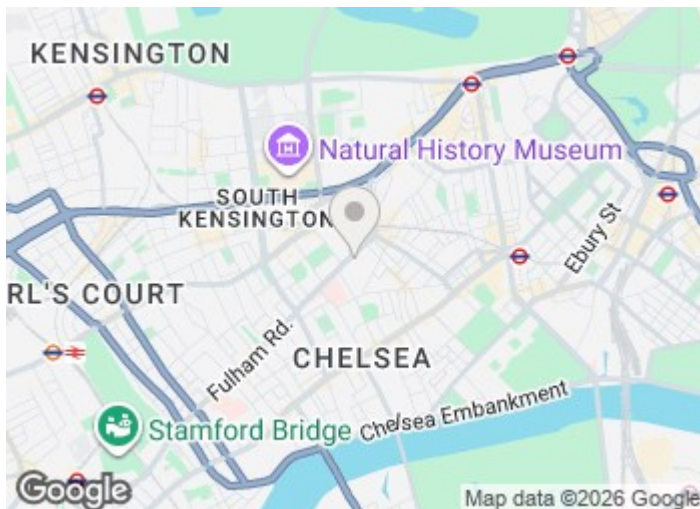 KENSINGTON
Natural History Museum
SOUTH
KENSINGTON
Ebury St
RL'S COURT
Fulham Rd.
CHELSEA
Chelsea Embankment
Stamford Bridge
Google
Map data ©2026 Google